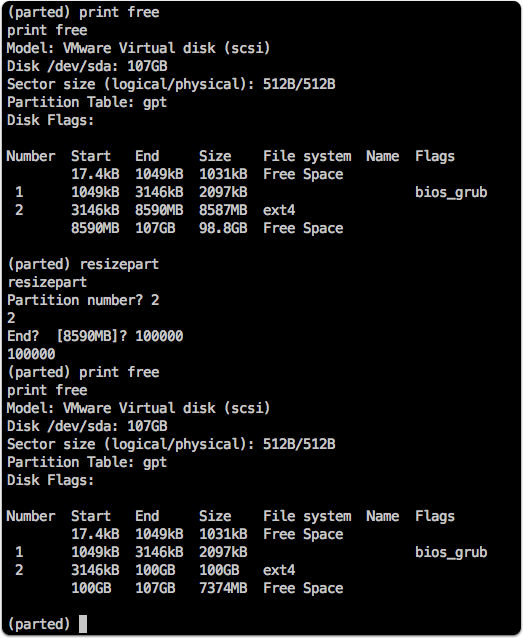 (parted) print free
print free
Model: VMware Virtual disk (scsi)
Disk /dev/sda: 107GB
Sector size (logical/physical): 512B/512B
Partition Table: gpt
Disk Flags:
Number  Start   End     Size    File system  Name  Flags
        17.4kB  1049kB  1031kB  Free Space
 1      1049kB  3146kB  2097kB                     bios_grub
 2      3146kB  8590MB  8587MB  ext4
        8590MB  107GB   98.8GB  Free Space
(parted) resizepart
resizepart
Partition number? 2
2
End?  [8590MB]? 100000
100000
(parted) print free
print free
Model: VMware Virtual disk (scsi)
Disk /dev/sda: 107GB
Sector size (logical/physical): 512B/512B
Partition Table: gpt
Disk Flags:
Number  Start   End     Size    File system  Name  Flags
        17.4kB  1049kB  1031kB  Free Space
 1      1049kB  3146kB  2097kB                     bios_grub
 2      3146kB  100GB   100GB   ext4
        100GB   107GB   7374MB  Free Space
(parted)